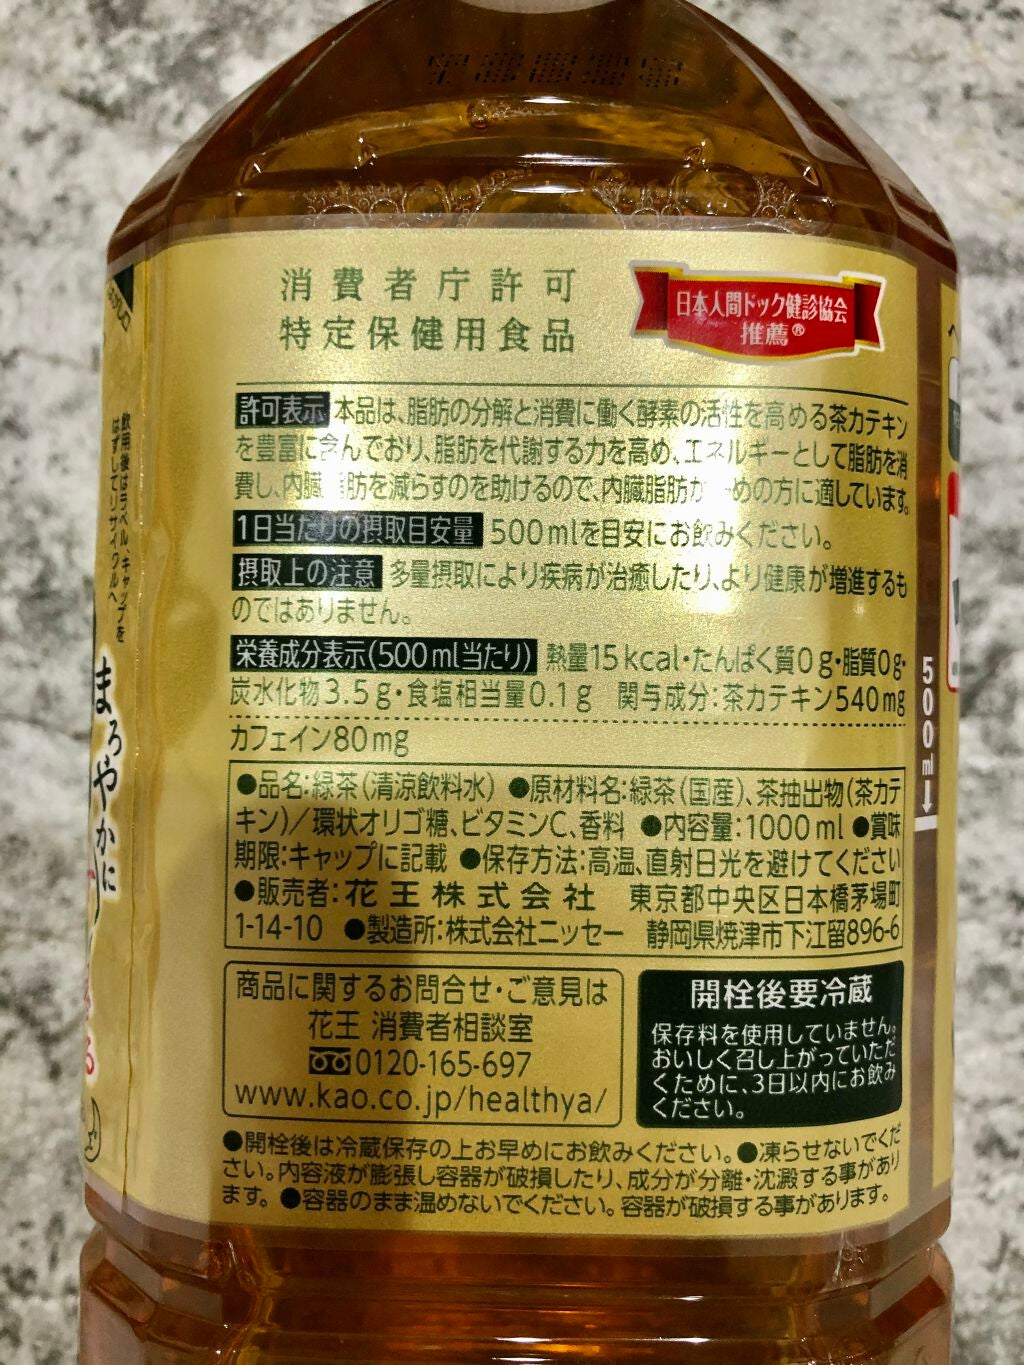 消費者庁許可
特定保健用食品
日本人間ドック健診協会
推薦®
許可表示 本品は、脂肪の分解と消費に働く酵素の活性を高める茶カテキン
を豊富に含んでおり、脂肪を代謝する力を高め、エネルギーとして脂肪を消
費し、内臓脂肪を減らすのを助けるので、内臓脂肪が めの方に適しています。
1日当たりの摂取目安量 500mlを目安にお飲みください。
摂取上の注意 多量摂取により疾病が治癒したり、より健康が増進するも
のではありません。
栄養成分表示(500ml当たり) 熱量15kcal・たんぱく質0g・脂質0g・
炭水化物3.5g・食塩相当量0.1g 関与成分:茶カテキン540mg
カフェイン80mg
●品名:緑茶(清涼飲料水) ●原材料名:緑茶(国産)、茶抽出物(茶カテ
キン)/環状オリゴ糖、ビタミンC、香料 ●内容量:1000ml ●賞味
期限:キャップに記載 ●保存方法:高温、直射日光を避けてください
●販売者:花王株式会社 東京都中央区日本橋茅場町
1-14-10 ●製造所:株式会社ニッセー 静岡県焼津市下江留896-6
商品に関するお問合せ・ご意見は
花王 消費者相談室
0120-165-697
www.kao.co.jp/healthya/
開栓後要冷蔵
保存料を使用していません。
おいしく召し上がっていただ
くために、3日以内にお飲み
ください。
●開栓後は冷蔵保存の上お早めにお飲みください。●凍らせないでくだ
さい。内容液が膨張し容器が破損したり、成分が分離・沈澱する事があり
ます。●容器のまま温めないでください。容器が破損する事があります。
飲用後はラベル、キャップを
はずしてリサイクルへ
まろやかに
500ml